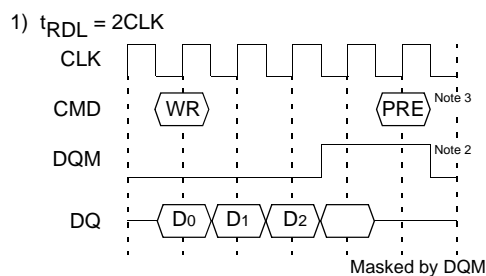 1) tRDL = 2CLK
CLK
CMD WR PRE Note 3
DQM Note 2
DQ D0 D1 D2
Masked by DQM